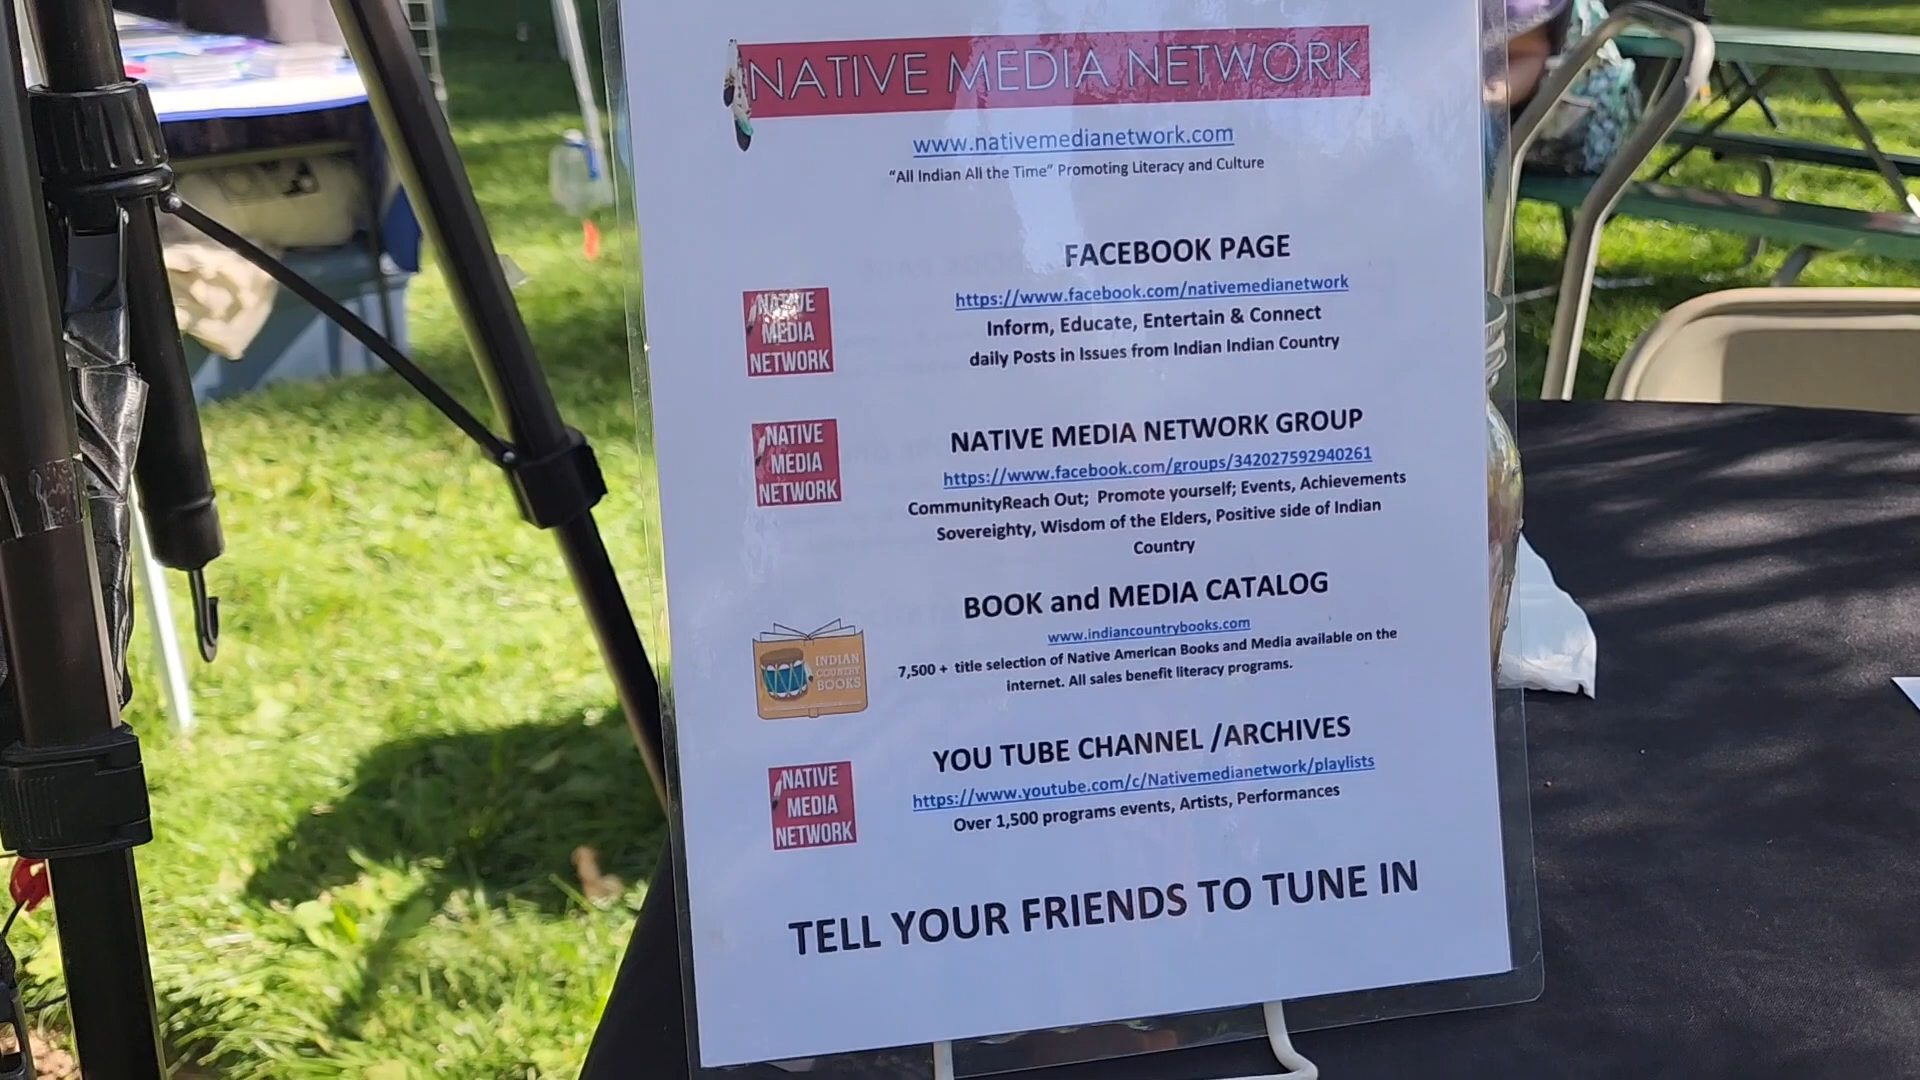 NATIVE MEDIA NETWORK
www.nativemedianetwork.com
“All Indian All the Time” Promoting Literacy and Culture
FACEBOOK PAGE
NATIVE
MEDIA
NETWORK
https://www.facebook.com/nativemedianetwork
Inform, Educate, Entertain & Connect
daily Posts in Issues from Indian Indian Country
NATIVE MEDIA NETWORK GROUP
NATIVE
MEDIA
NETWORK
https://www.facebook.com/groups/342027592940261
CommunityReach Out; Promote yourself; Events, Achievements
Sovereighty, Wisdom of the Elders, Positive side of Indian
Country
BOOK and MEDIA CATALOG
INDIAN
COUNTRY
BOOKS
www.indiancountrybooks.com
7,500 + title selection of Native American Books and Media available on the
internet. All sales benefit literacy programs.
YOU TUBE CHANNEL /ARCHIVES
NATIVE
MEDIA
NETWORK
https://www.youtube.com/c/Nativemedianetwork/playlists
Over 1,500 programs events, Artists, Performances
TELL YOUR FRIENDS TO TUNE IN